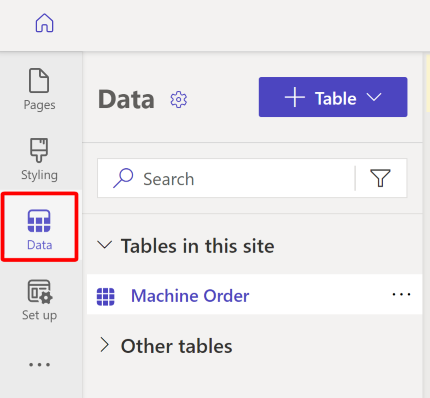 Pages
Styling
Data
Set up
Data
Table
Search
Tables in this site
Machine Order
Other tables